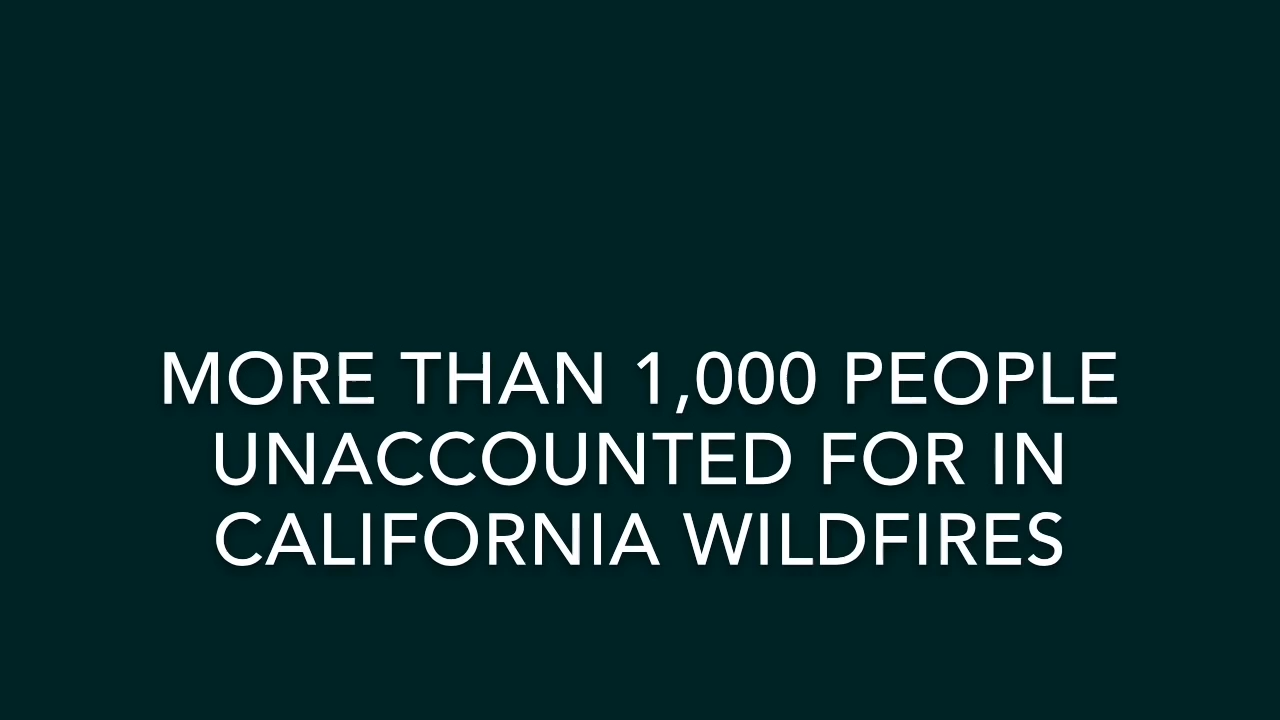 MORE THAN 1,000 PEOPLE
UNACCOUNTED FOR IN
CALIFORNIA WILDFIRES